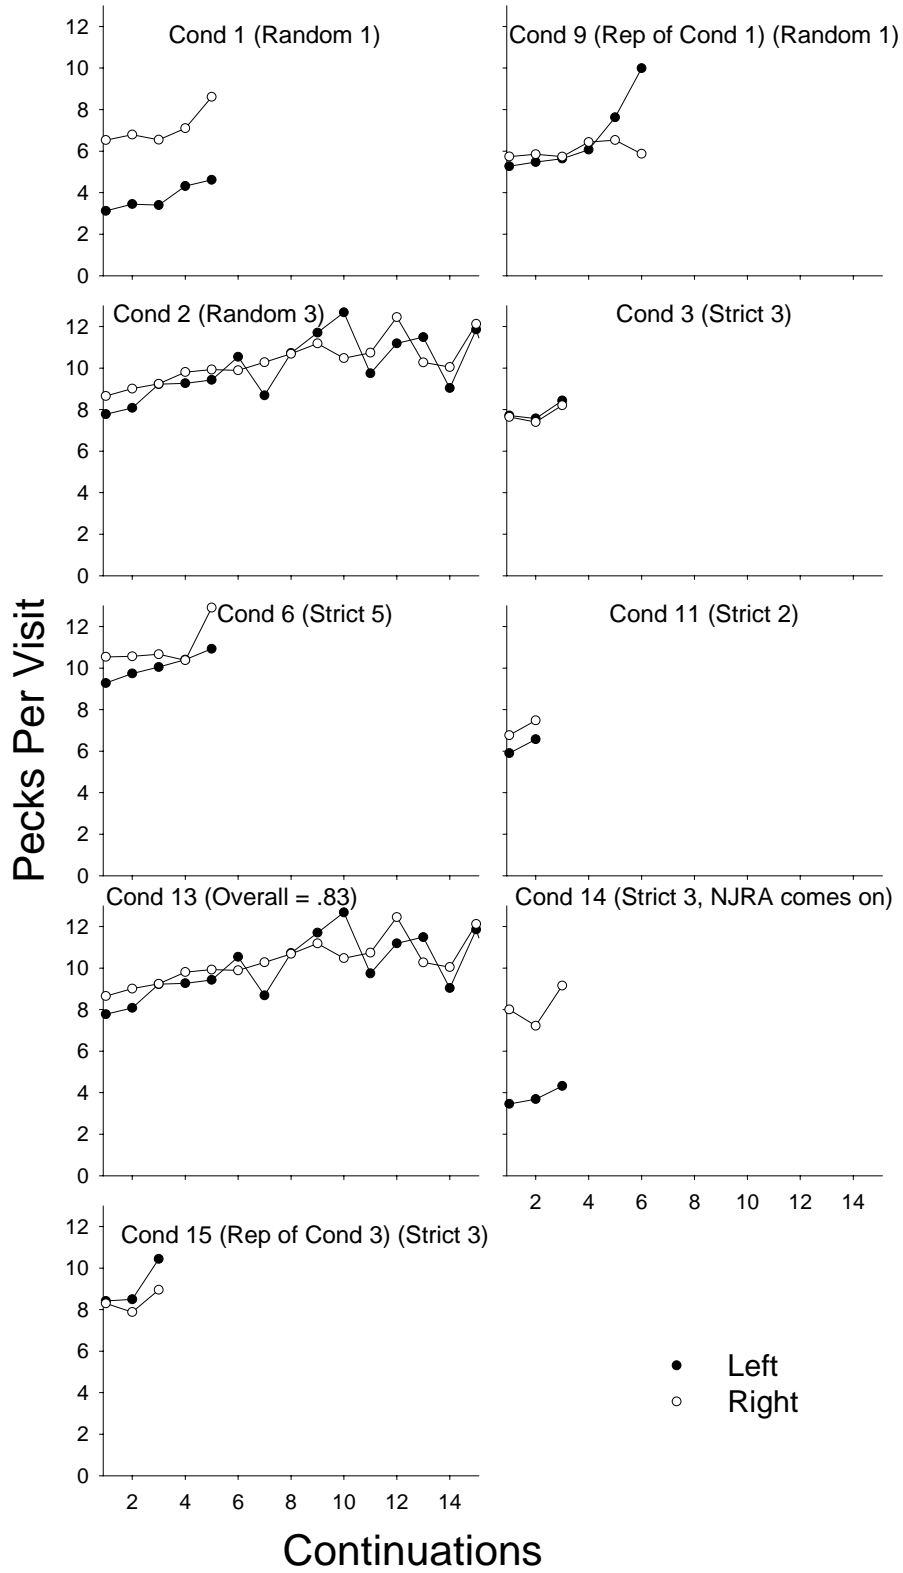 Pecks Per Visit
Cond 1 (Random 1)
12
10
8
6
4
2
0
Cond 9 (Rep of Cond 1) (Random 1)
Cond 2 (Random 3)
12
10
8
6
4
2
0
Cond 3 (Strict 3)
Cond 6 (Strict 5)
12
10
8
6
4
2
0
Cond 11 (Strict 2)
Cond 13 (Overall = .83)
12
10
8
6
4
2
0
Cond 14 (Strict 3, NJRA comes on)
2 4 6 8 10 12 14
Cond 15 (Rep of Cond 3) (Strict 3)
12
10
8
6
4
2
0
2 4 6 8 10 12 14
Left
Right
Continuations